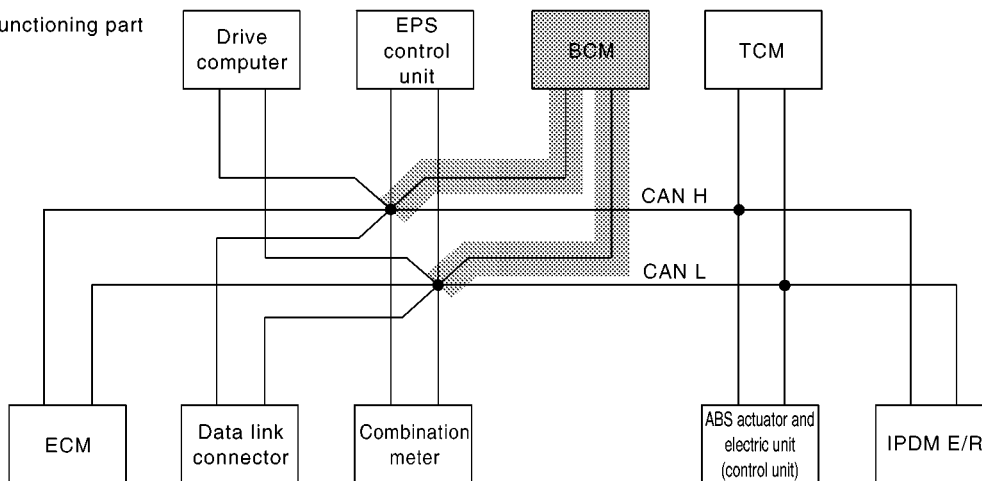 unctioning part
Drive
computer
EPS
control
unit
BCM
TCM
CAN H
CAN L
ECM
Data link
connector
Combination
meter
ABS actuator and
electric unit
(control unit)
IPDM E/R